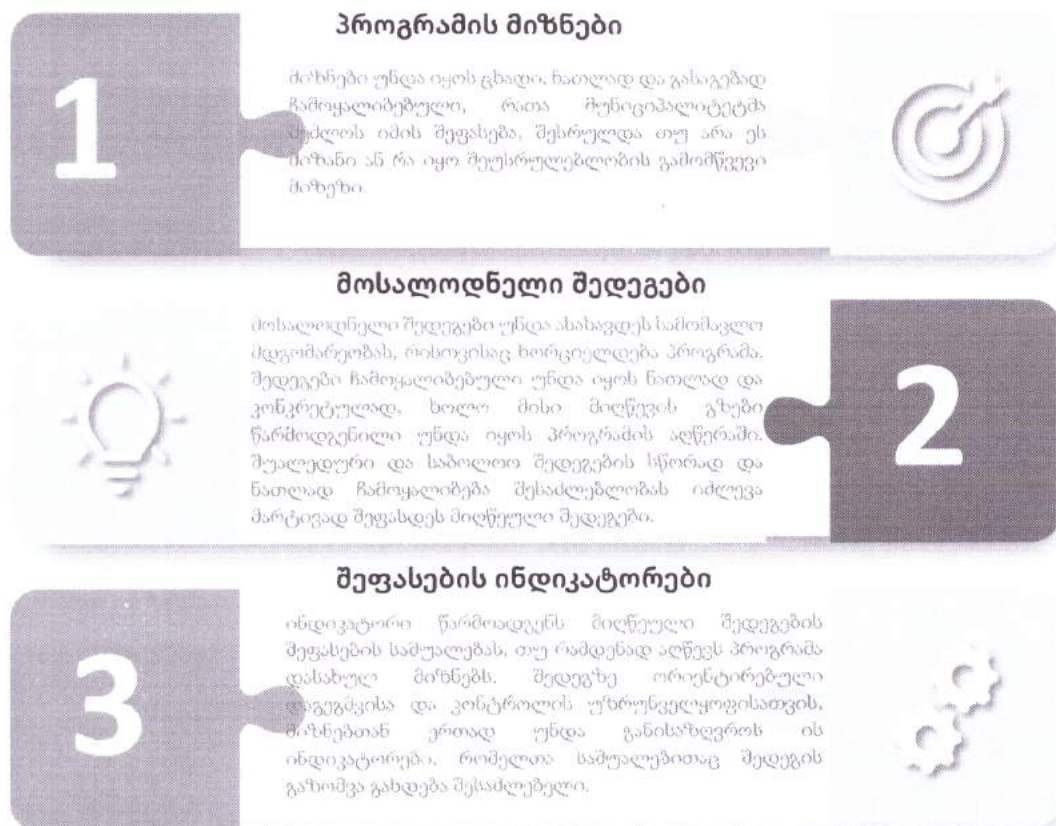 პროგრამის მიზნები
1
მიზნები უნდა იყოს ცხადი, ნათლად და გასაგებად
ჩამოყალიბებული, რათა მუნიციპალიტეტმა
შეძლოს იმის შეფასება, შესრულდა თუ არა ეს
მიზანი ან რა იყო შეუსრულებლობის გამომწვევი
მიზეზი.
მოსალოდნელი შედეგები
მოსალოდნელი შედეგები უნდა ასახავდეს სამომავლო
მდგომარეობას, რისთვისაც ხორციელდება პროგრამა.
შედეგები ჩამოყალიბებული უნდა იყოს ნათლად და
კონკრეტულად, ხოლო მისი მიღწევის გზები
წარმოდგენილი უნდა იყოს პროგრამის აღწერაში.
შუალედური და საბოლოო შედეგების სწორად და
ნათლად ჩამოყალიბება შესაძლებლობას იძლევა
მარტივად შეფასდეს მიღწეული შედეგები.
2
შეფასების ინდიკატორები
3
ინდიკატორი წარმოადგენს მიღწეული შედეგების
შეფასების საშუალებას, თუ რამდენად აღწევს პროგრამა
დასახულ მიზნებს. შედეგზე ორიენტირებული
დაგეგმვისა და კონტროლის უზრუნველყოფისათვის,
მიზნებთან ერთად უნდა განისაზღვროს ის
ინდიკატორები, რომელთა საშუალებითაც შედეგის
გაზომვა გახდება შესაძლებელი.